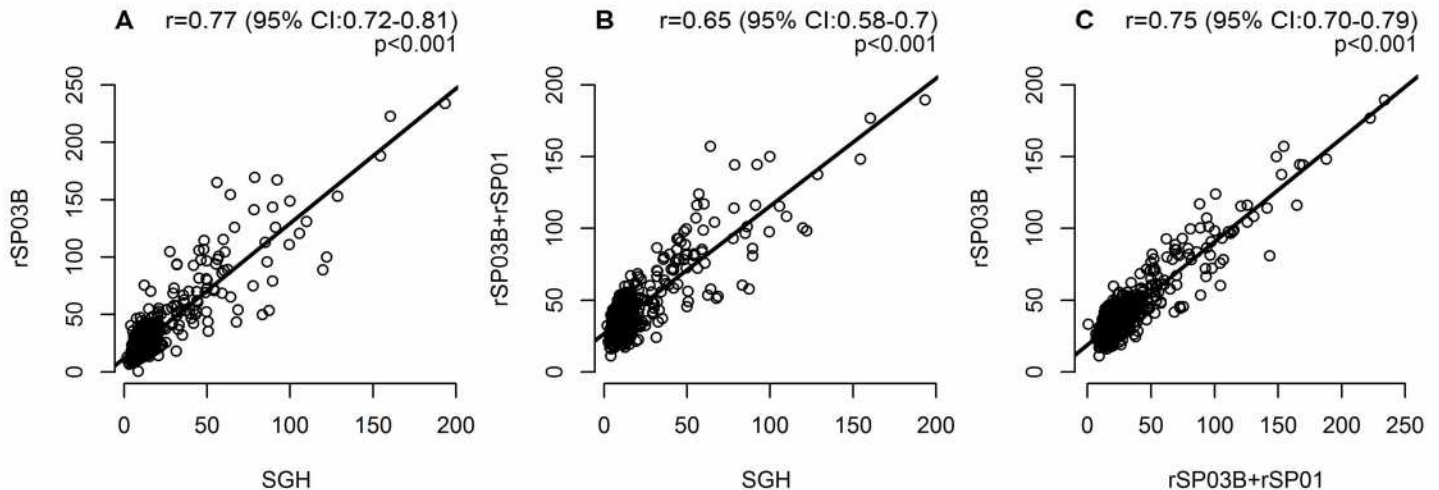 A r=0.77 (95% CI:0.72-0.81)
p<0.001
250
200
150
100
50
0
rSP03B
0 50 100 150 200
SGH
B r=0.65 (95% CI:0.58-0.7)
p<0.001
200
150
100
50
0
rSP03B+rSP01
0 50 100 150 200
SGH
C r=0.75 (95% CI:0.70-0.79)
p<0.001
200
150
100
50
0
rSP03B
0 50 100 150 200 250
rSP03B+rSP01